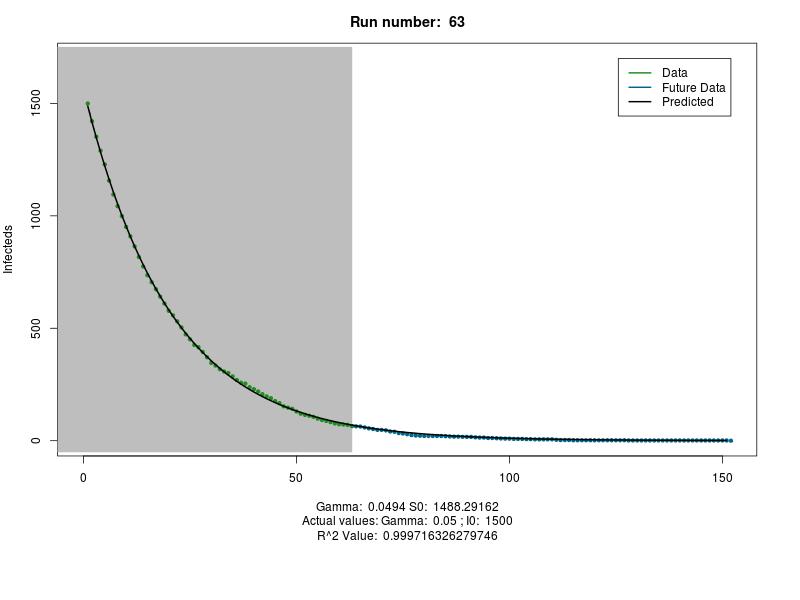 Run number: 63
Data
Future Data
Predicted
1500
1000
500
0
Infecteds
0 50 100 150
Gamma: 0.0494 S0: 1488.29162
Actual values: Gamma: 0.05 ; I0: 1500
R^2 Value: 0.999716326279746